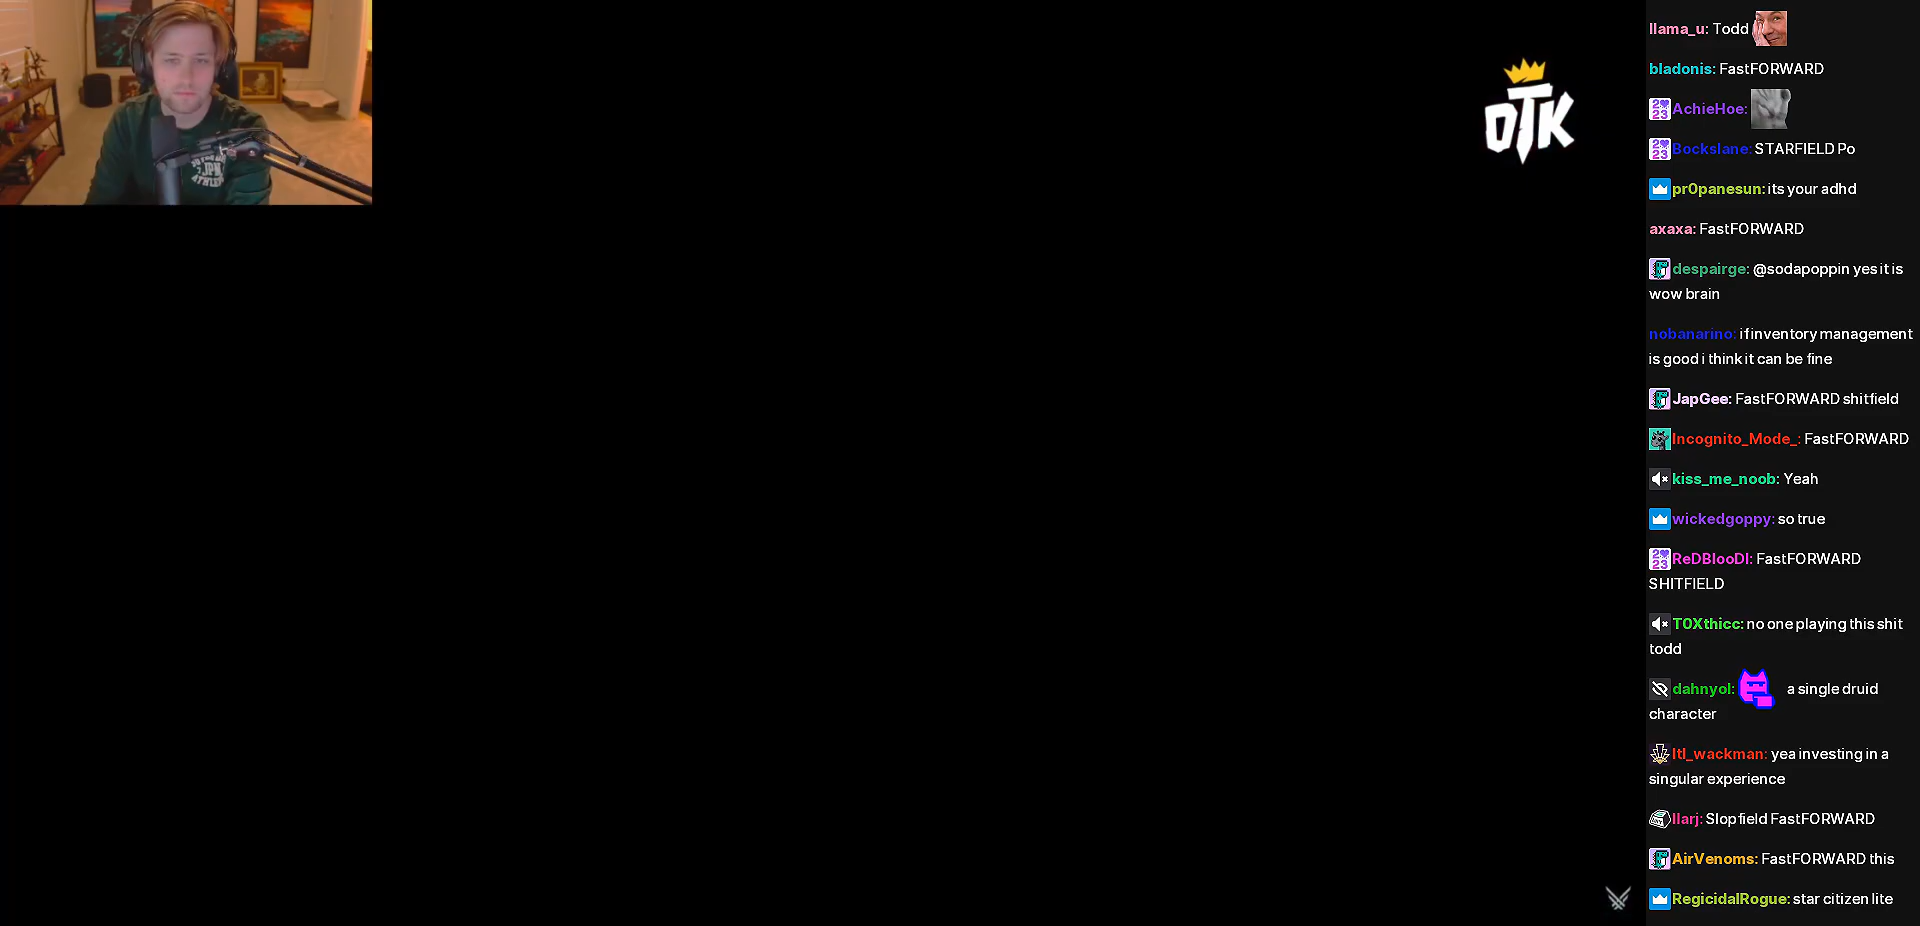 OTK
llama_u: Todd
bladonis: FastFORWARD
AchieHoe:
Bockslane: STARFIELD Po
pr0panesun: its your adhd
axaxa: FastFORWARD
despairge: @sodapoppin yes it is
wow brain
nobanarino: if inventory management
is good i think it can be fine
JapGee: FastFORWARD shitfield
Incognito_Mode_: FastFORWARD
kiss_me_noob: Yeah
wickedgoppy: so true
ReDBlooDl: FastFORWARD
SHITFIELD
T0Xthicc: no one playing this shit
todd
dahnyol: a single druid
character
ltl_wackman: yea investing in a
singular experience
llarj: Slopfield FastFORWARD
AirVenoms: FastFORWARD this
RegicidalRogue: star citizen lite